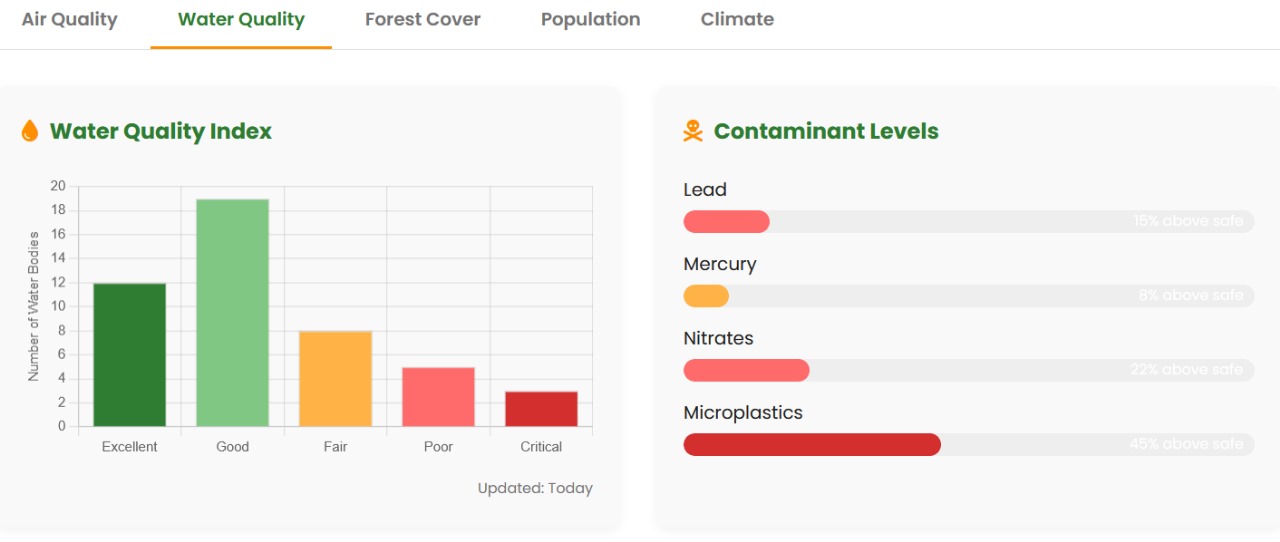 Air Quality Water Quality Forest Cover Population Climate
Water Quality Index
Number of Water Bodies
20
18
16
14
12
10
8
6
4
2
0
Excellent Good Fair Poor Critical
Updated: Today
Contaminant Levels
Lead
15% above safe
Mercury
8% above safe
Nitrates
22% above safe
Microplastics
45% above safe